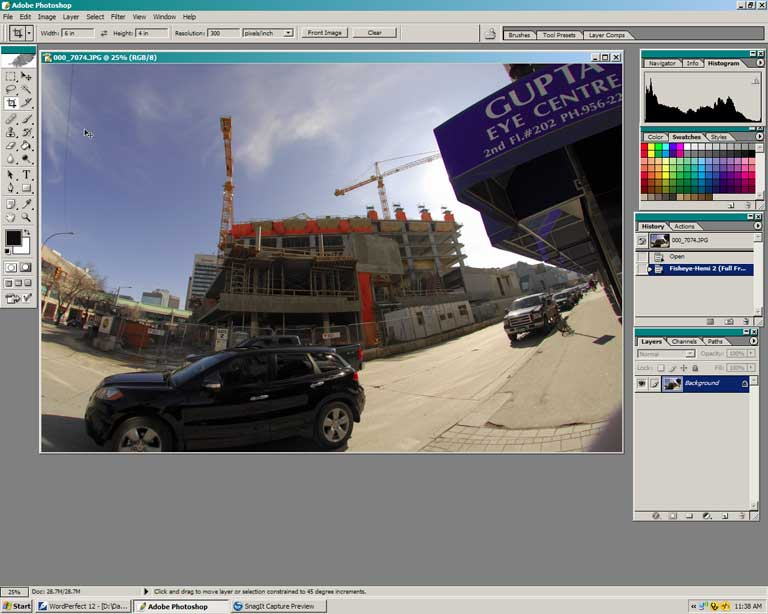 Adobe Photoshop
File Edit Image Layer Select Filter View Window Help
Width: 6 in Height: 4 in Resolution: 300 pixels/inch Front Image Clear Brushes Tool Presets Layer Comps
000_7074.JPG @ 25% (RGB/8)
Navigator Info Histogram
GUPTA
EYE CENTRE
2nd Fl.#202 PH.956-22
Color Swatches Styles
History Actions
000_7074.JPG
Open
Fisheye-Hemi 2 (Full Fr...
Layers Channels Paths
Normal Opacity: 100%
Lock: Fill: 100%
Background
25% Doc: 28.7M/28.7M Click and drag to move layer or selection constrained to 45 degree increments.
Start WordPerfect 12 - [D:\Da... Adobe Photoshop SnagIt Capture Preview 11:38 AM